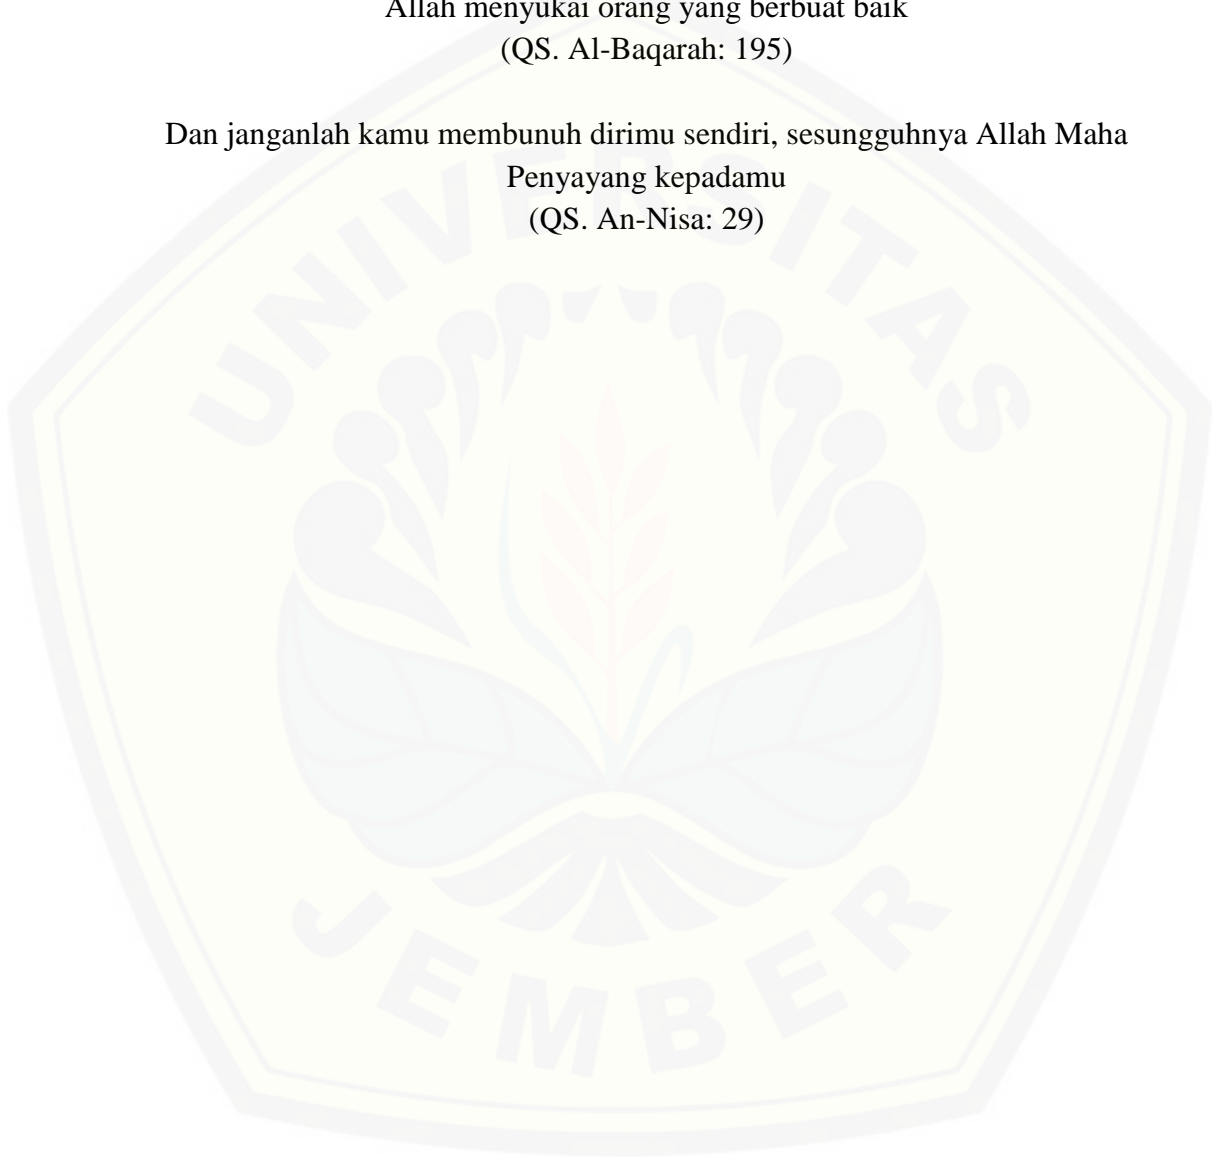 Allah menyukai orang yang berbuat baik
(QS. Al-Baqarah: 195)
Dan janganlah kamu membunuh dirimu sendiri, sesungguhnya Allah Maha
Penyayang kepadamu
(QS. An-Nisa: 29)
UNIVERSITAS
JEMBER